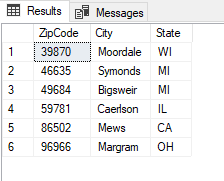 Results Messages
ZipCode City State
1 39870 Moordale WI
2 46635 Symonds MI
3 49684 Bigsweir MI
4 59781 Caerlson IL
5 86502 Mews CA
6 96966 Margram OH